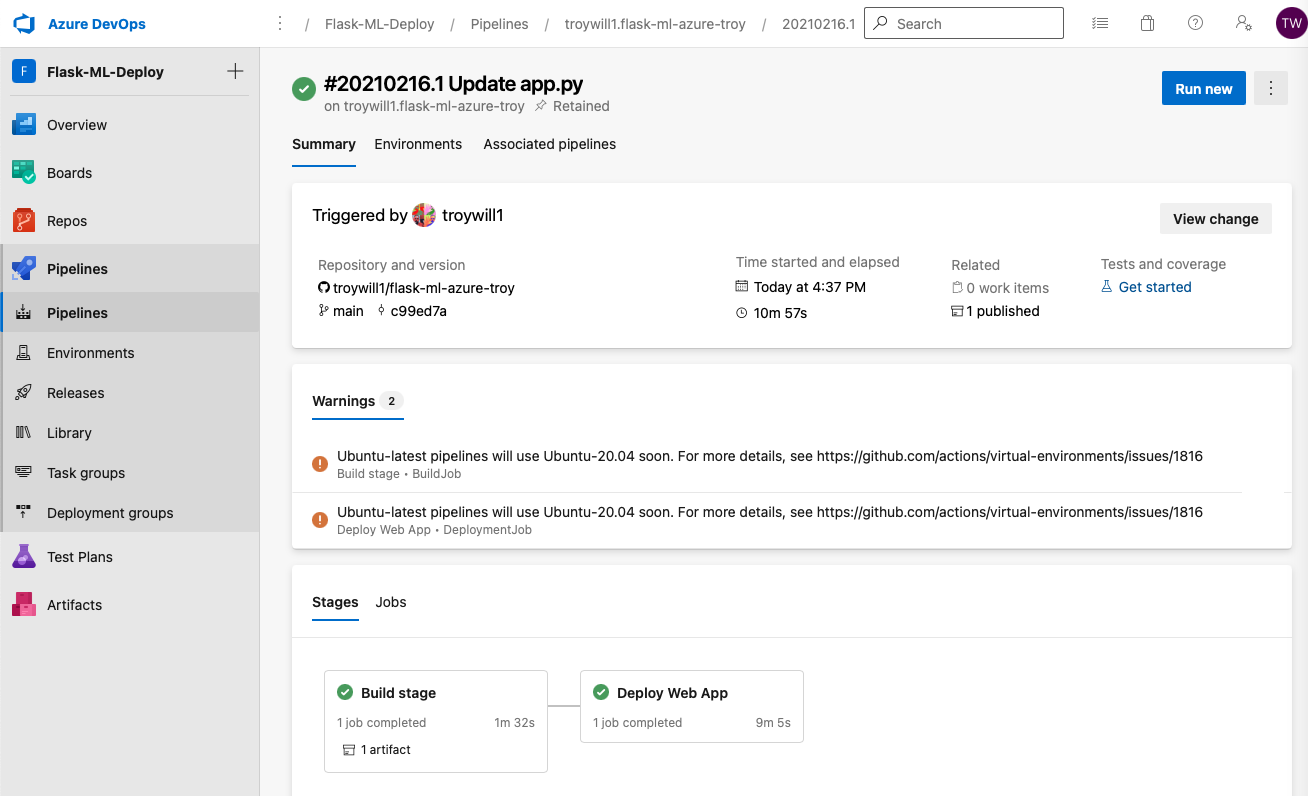 Azure DevOps
/ Flask-ML-Deploy / Pipelines / troywill1.flask-ml-azure-troy / 20210216.1
Search
TW
F Flask-ML-Deploy
Overview
Boards
Repos
Pipelines
Pipelines
Environments
Releases
Library
Task groups
Deployment groups
Test Plans
Artifacts
#20210216.1 Update app.py
on troywill1.flask-ml-azure-troy Retained
Run new
Summary Environments Associated pipelines
Triggered by troywill1
View change
Repository and version
troywill1/flask-ml-azure-troy
main c99ed7a
Time started and elapsed
Today at 4:37 PM
10m 57s
Related
0 work items
1 published
Tests and coverage
Get started
Warnings 2
Ubuntu-latest pipelines will use Ubuntu-20.04 soon. For more details, see https://github.com/actions/virtual-environments/issues/1816
Build stage • BuildJob
Ubuntu-latest pipelines will use Ubuntu-20.04 soon. For more details, see https://github.com/actions/virtual-environments/issues/1816
Deploy Web App • DeploymentJob
Stages Jobs
Build stage
1 job completed 1m 32s
1 artifact
Deploy Web App
1 job completed 9m 5s